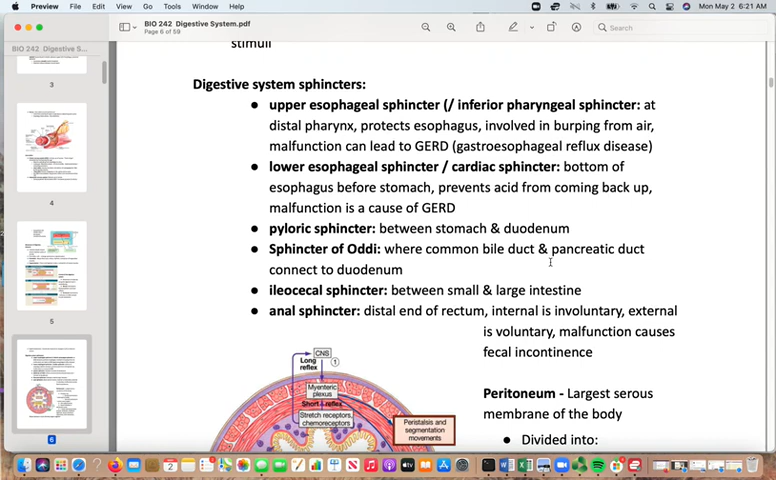 Preview File Edit View Go Tools Window Help
Mon May 2 6:21 AM
BIO 242 Digestive System.pdf
Page 6 of 59
Search
BIO 242 Digestive S...
3
4
5
6
stimuli
Digestive system sphincters:
● upper esophageal sphincter (/ inferior pharyngeal sphincter: at
distal pharynx, protects esophagus, involved in burping from air,
malfunction can lead to GERD (gastroesophageal reflux disease)
● lower esophageal sphincter / cardiac sphincter: bottom of
esophagus before stomach, prevents acid from coming back up,
malfunction is a cause of GERD
● pyloric sphincter: between stomach & duodenum
● Sphincter of Oddi: where common bile duct & pancreatic duct
connect to duodenum
● ileocecal sphincter: between small & large intestine
● anal sphincter: distal end of rectum, internal is involuntary, external
is voluntary, malfunction causes
fecal incontinence
CNS
1
Long
reflex
Myenteric
plexus
Short reflex
Stretch receptors,
chemoreceptors
Peristalsis and
segmentation
movements
Peritoneum - Largest serous
membrane of the body
● Divided into: